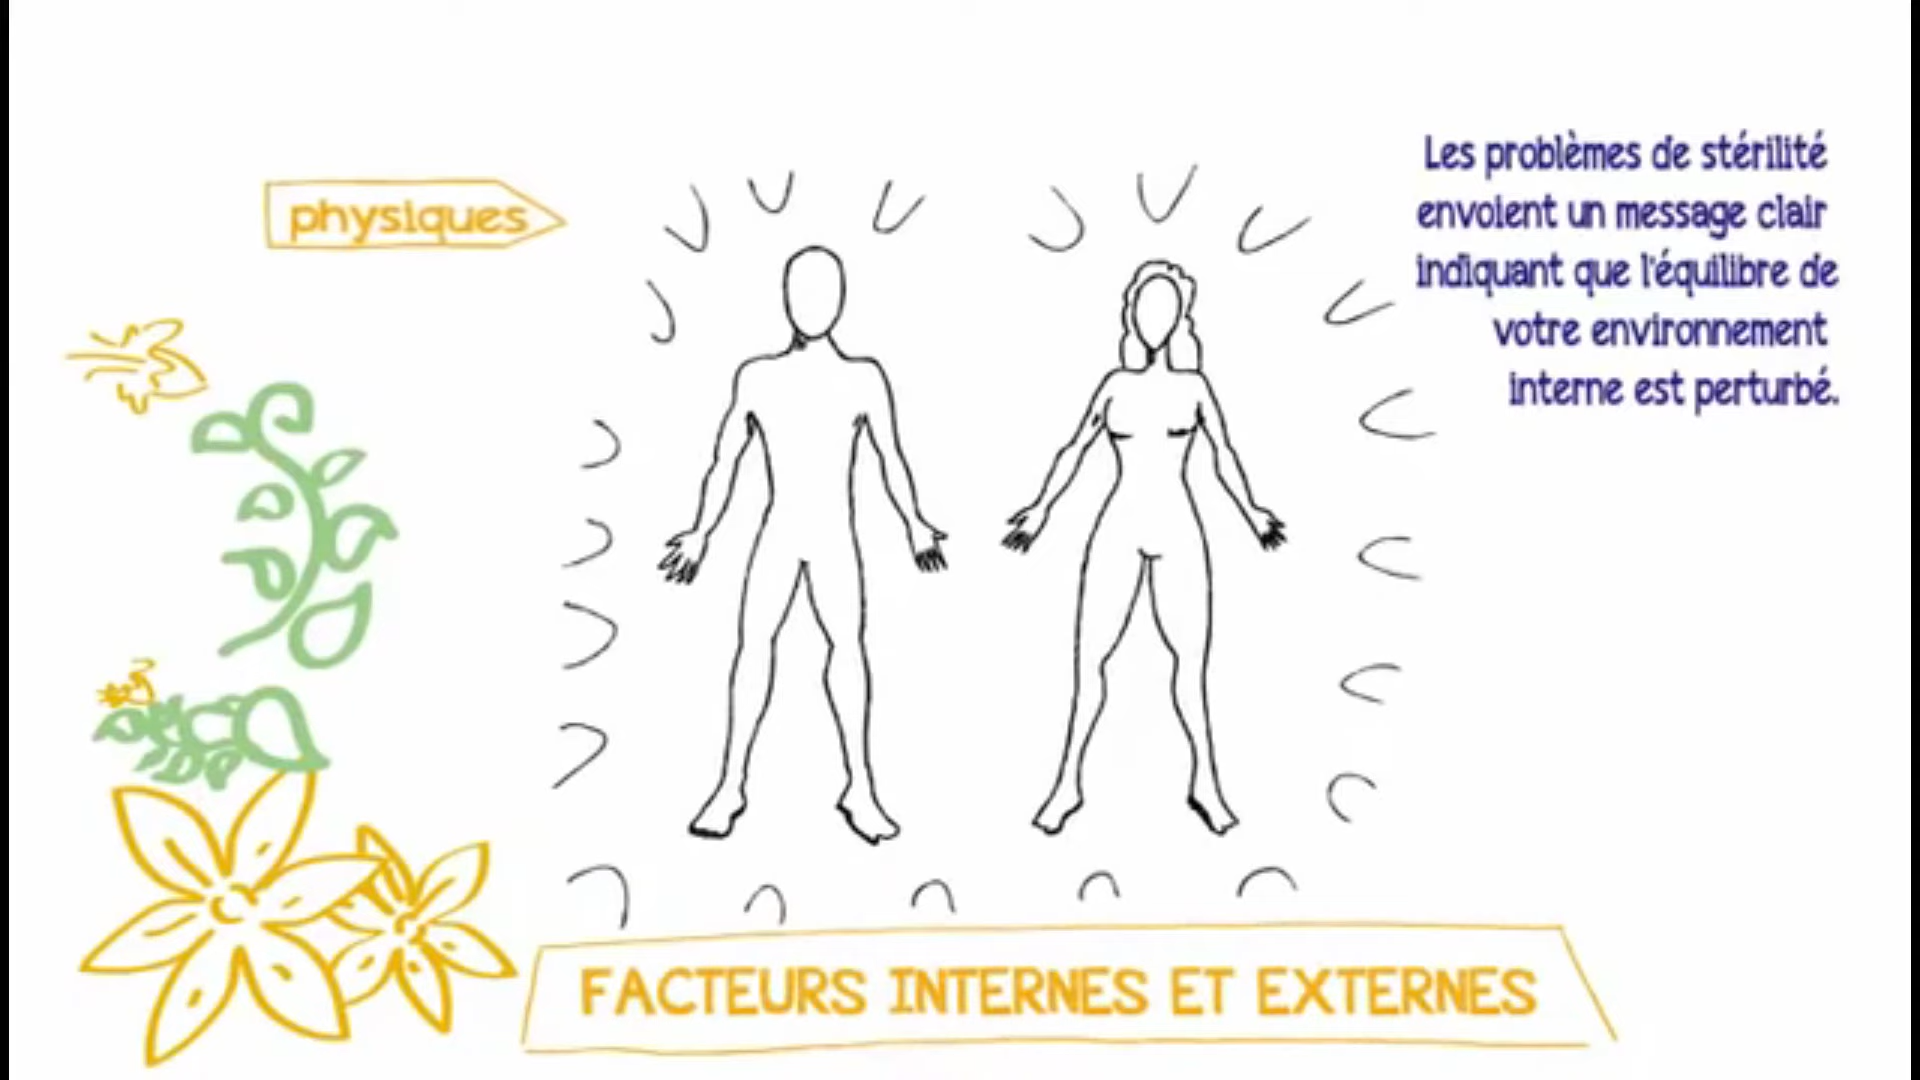 physiques
Les problèmes de stérilité
envoient un message clair
indiquant que l'équilibre de
votre environnement
interne est perturbé.
FACTEURS INTERNES ET EXTERNES